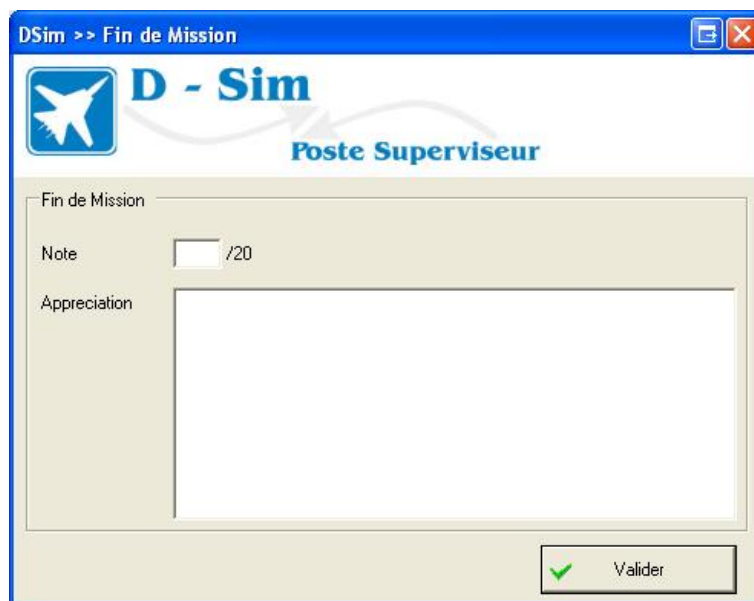 DSim >> Fin de Mission
D - Sim
Poste Superviseur
Fin de Mission
Note /20
Appreciation
Valider